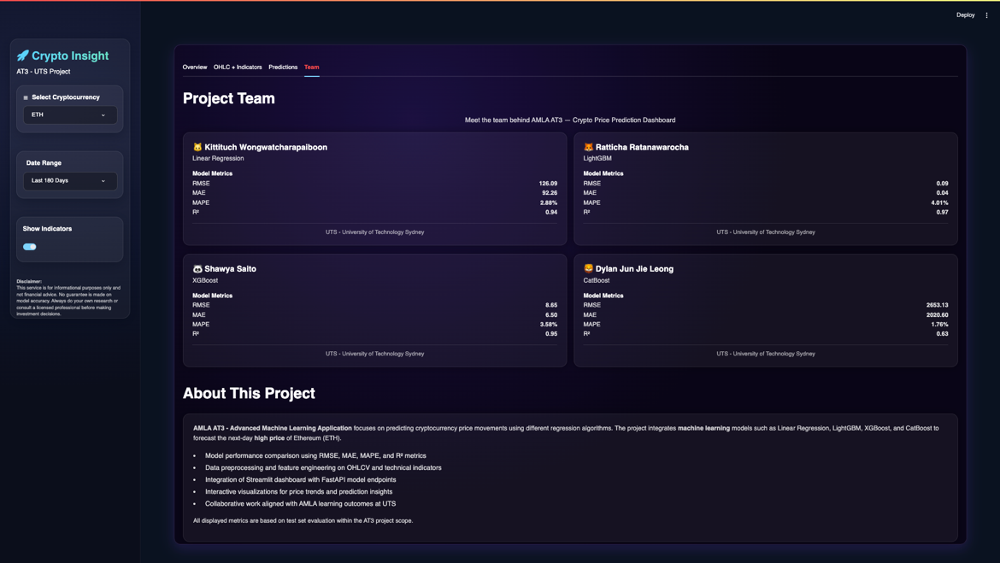 Deploy
Crypto Insight
AT3 - UTS Project
Select Cryptocurrency
ETH
Date Range
Last 180 Days
Show Indicators
Disclaimer:
This service is for informational purposes only and
not financial advice. No guarantee is made on
model accuracy. Always do your own research or
consult a licensed professional before making
investment decisions.
Overview OHLC + Indicators Predictions Team
Project Team
Meet the team behind AMLA AT3 — Crypto Price Prediction Dashboard
Kittituch Wongwatcharapaiboon
Linear Regression
Model Metrics
RMSE 126.09
MAE 92.26
MAPE 2.88%
R² 0.94
UTS - University of Technology Sydney
Ratticha Ratanawarocha
LightGBM
Model Metrics
RMSE 0.09
MAE 0.04
MAPE 4.01%
R² 0.97
UTS - University of Technology Sydney
Shawya Saito
XGBoost
Model Metrics
RMSE 8.65
MAE 6.50
MAPE 3.58%
R² 0.95
UTS - University of Technology Sydney
Dylan Jun Jie Leong
CatBoost
Model Metrics
RMSE 2653.13
MAE 2020.60
MAPE 1.76%
R² 0.63
UTS - University of Technology Sydney
About This Project
AMLA AT3 - Advanced Machine Learning Application focuses on predicting cryptocurrency price movements using different regression algorithms. The project integrates machine learning models such as Linear Regression, LightGBM, XGBoost, and CatBoost to
forecast the next-day high price of Ethereum (ETH).
• Model performance comparison using RMSE, MAE, MAPE, and R² metrics
• Data preprocessing and feature engineering on OHLCV and technical indicators
• Integration of Streamlit dashboard with FastAPI model endpoints
• Interactive visualizations for price trends and prediction insights
• Collaborative work aligned with AMLA learning outcomes at UTS
All displayed metrics are based on test set evaluation within the AT3 project scope.